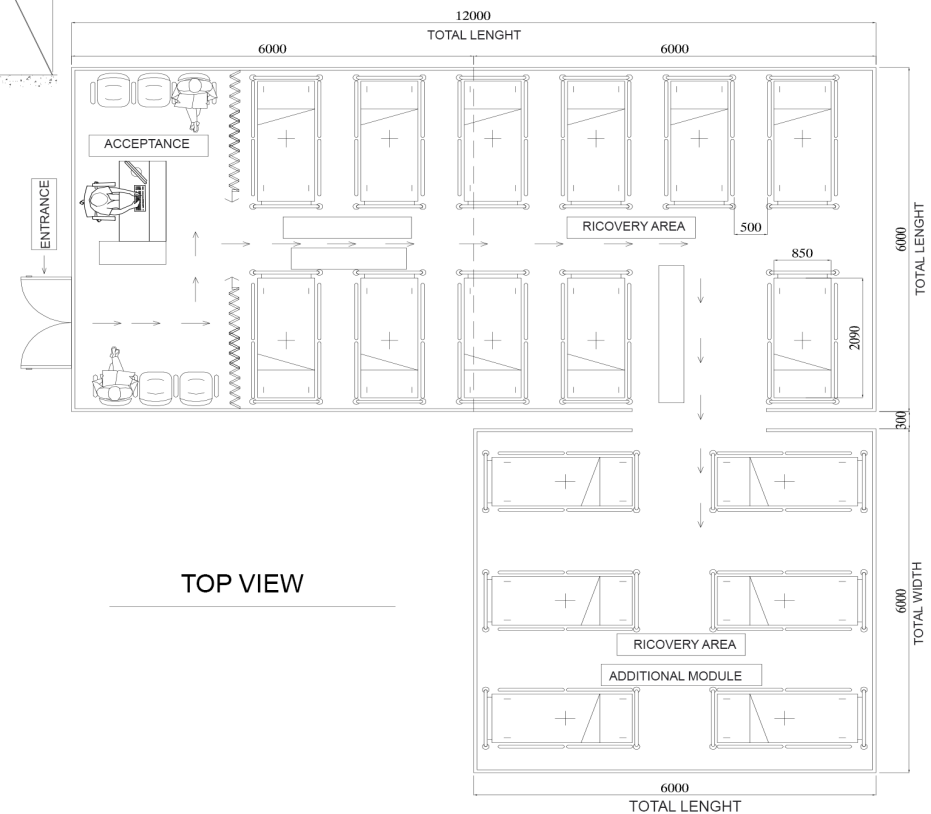 12000
TOTAL LENGHT
6000
6000
ACCEPTANCE
ENTRANCE
RICOVERY AREA
500
850
2090
6000
TOTAL LENGHT
300
TOP VIEW
6000
TOTAL WIDTH
RICOVERY AREA
ADDITIONAL MODULE
6000
TOTAL LENGHT